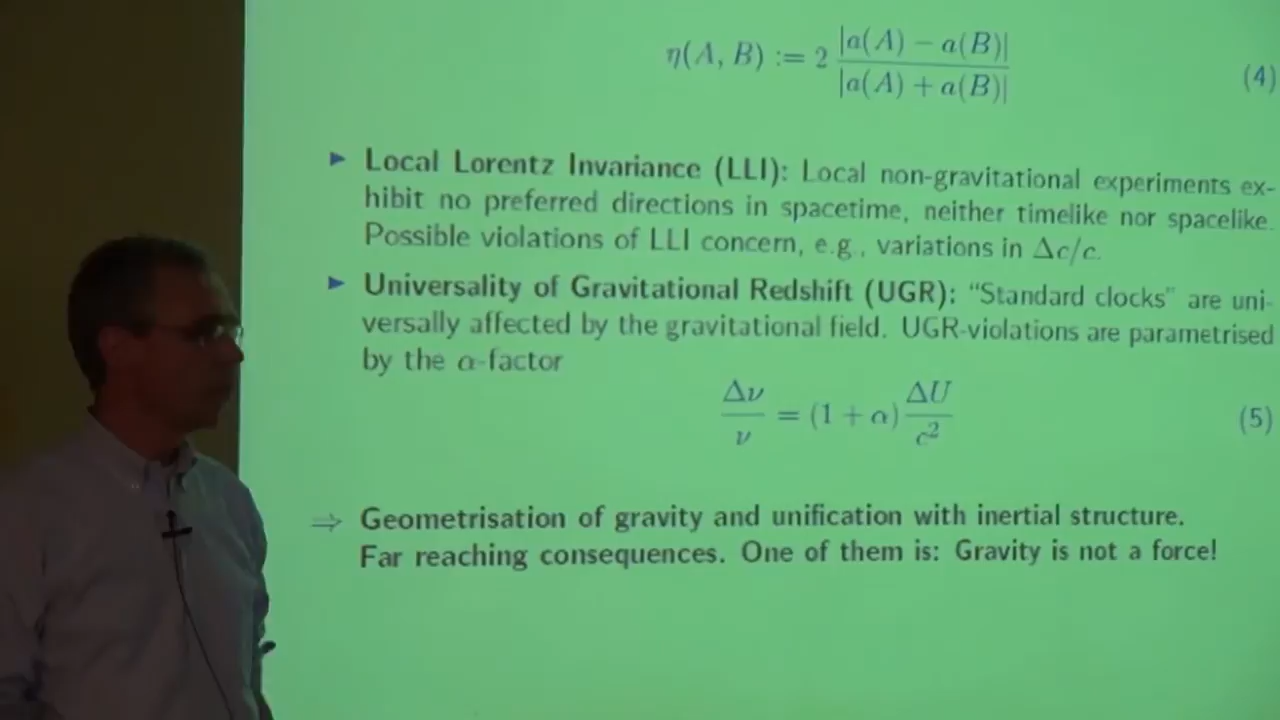 η(A, B) := 2 |a(A) − a(B)| / |a(A) + a(B)| (4)
► Local Lorentz Invariance (LLI): Local non-gravitational experiments ex-
hibit no preferred directions in spacetime, neither timelike nor spacelike.
Possible violations of LLI concern, e.g., variations in Δc/c.
► Universality of Gravitational Redshift (UGR): “Standard clocks” are uni-
versally affected by the gravitational field. UGR-violations are parametrised
by the α-factor
Δν/ν = (1 + α) ΔU/c² (5)
⇒ Geometrisation of gravity and unification with inertial structure.
Far reaching consequences. One of them is: Gravity is not a force!